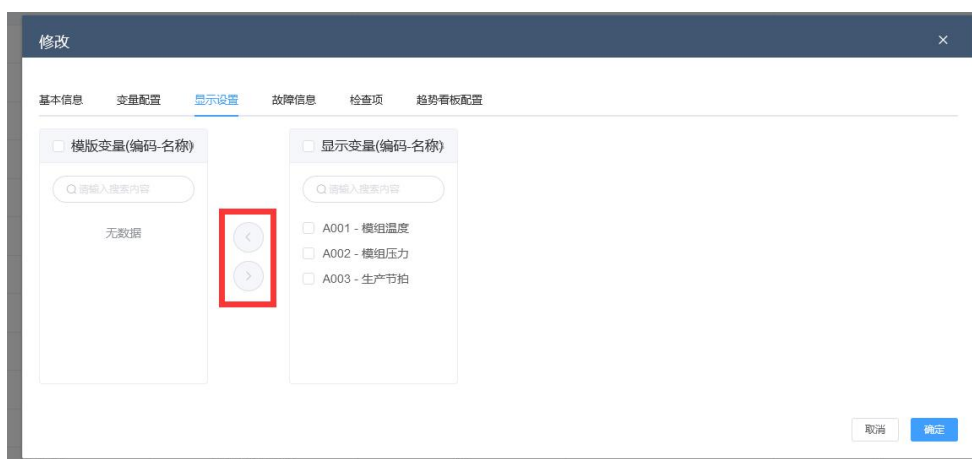 修改
基本信息 变量配置 显示设置 故障信息 检查项 趋势看板配置
模版变量(编码-名称)
请输入搜索内容
无数据
显示变量(编码-名称)
请输入搜索内容
A001 - 模组温度
A002 - 模组压力
A003 - 生产节拍
取消 确定